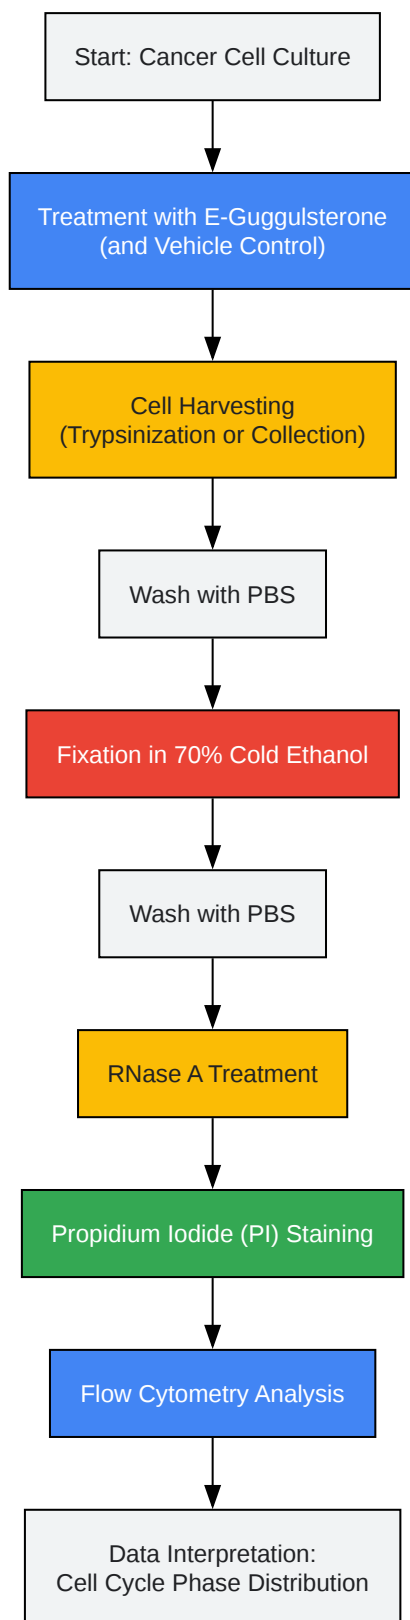 Start: Cancer Cell Culture
Treatment with E-Guggulsterone
(and Vehicle Control)
Cell Harvesting
(Trypsinization or Collection)
Wash with PBS
Fixation in 70% Cold Ethanol
Wash with PBS
RNase A Treatment
Propidium Iodide (PI) Staining
Flow Cytometry Analysis
Data Interpretation:
Cell Cycle Phase Distribution